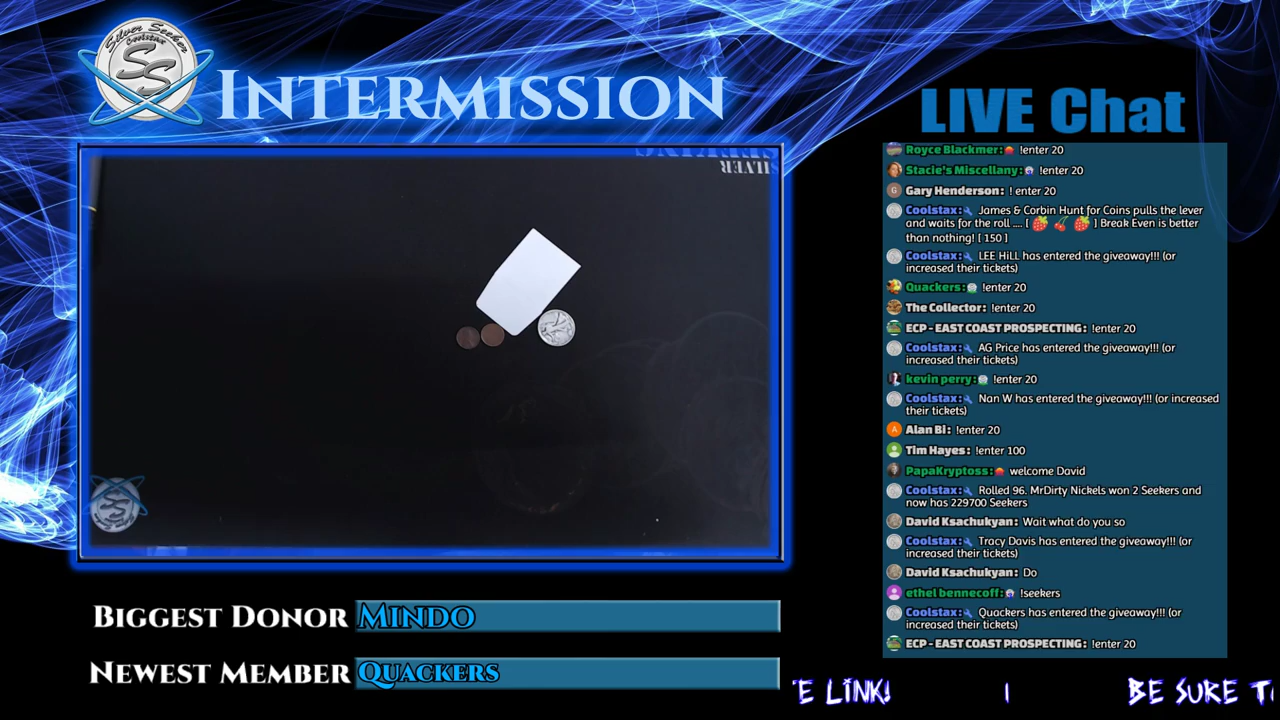 Silver Seeker
Coolstax
SS
INTERMISSION
LIVE Chat
SILVER
Royce Blackmer: !enter 20
Stacie's Miscellany: !enter 20
G Gary Henderson: ! enter 20
Coolstax: James & Corbin Hunt for Coins pulls the lever
and waits for the roll .... [ 🍓 🍒 🍓 ] Break Even is better
than nothing! [ 150 ]
Coolstax: LEE HiLL has entered the giveaway!!! (or
increased their tickets)
Quackers: !enter 20
The Collector: !enter 20
ECP - EAST COAST PROSPECTING: !enter 20
Coolstax: AG Price has entered the giveaway!!! (or
increased their tickets)
kevin perry: !enter 20
Coolstax: Nan W has entered the giveaway!!! (or increased
their tickets)
A Alan Bi: !enter 20
Tim Hayes: !enter 100
PapaKryptoss: welcome David
Coolstax: Rolled 96. MrDirty Nickels won 2 Seekers and
now has 229700 Seekers
David Ksachukyan: Wait what do you so
Coolstax: Tracy Davis has entered the giveaway!!! (or
increased their tickets)
David Ksachukyan: Do
ethel bennecoff: !seekers
Coolstax: Quackers has entered the giveaway!!! (or
increased their tickets)
ECP - EAST COAST PROSPECTING: !enter 20
SS
BIGGEST DONOR MINDO
NEWEST MEMBER QUACKERS
E LINK! | BE SURE T